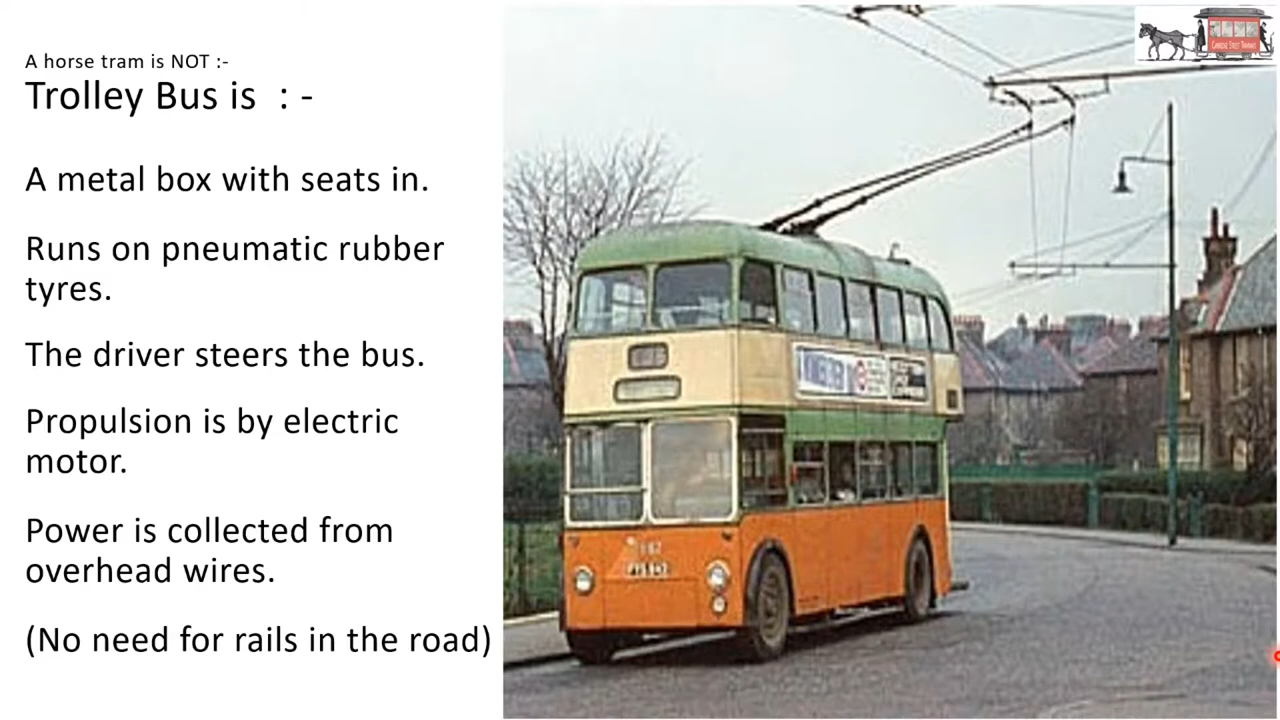 A horse tram is NOT :-
Trolley Bus is : -
A metal box with seats in.
Runs on pneumatic rubber
tyres.
The driver steers the bus.
Propulsion is by electric
motor.
Power is collected from
overhead wires.
(No need for rails in the road)